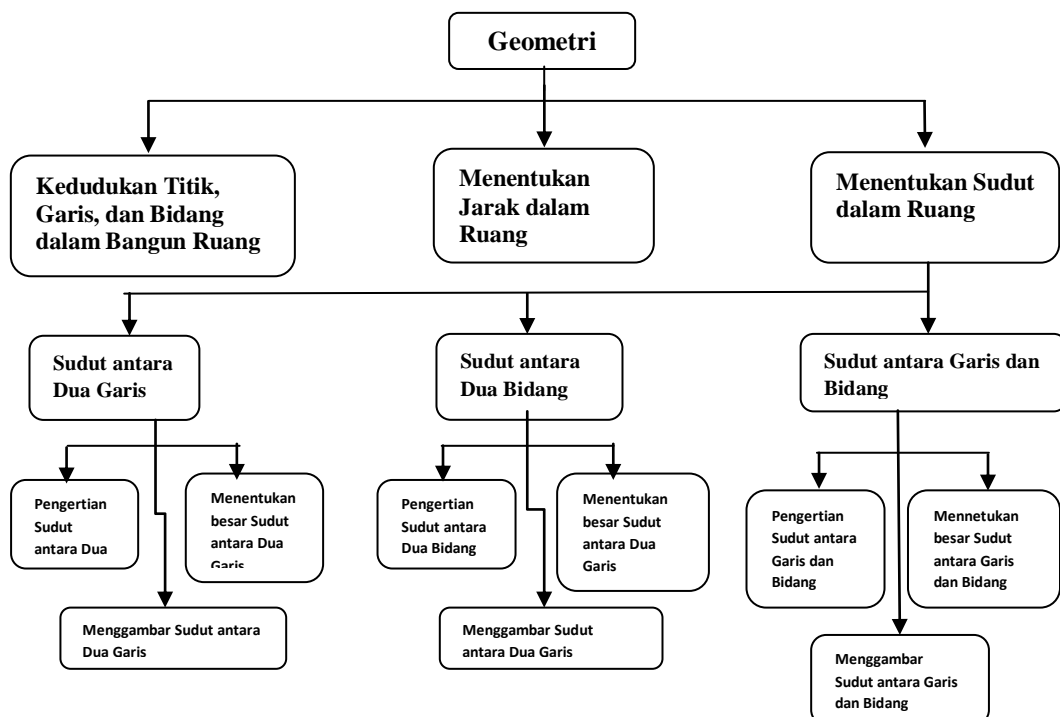 Geometri
Kedudukan Titik,
Garis, dan Bidang
dalam Bangun Ruang
Menentukan
Jarak dalam
Ruang
Menentukan Sudut
dalam Ruang
Sudut antara
Dua Garis
Sudut antara
Dua Bidang
Sudut antara Garis dan
Bidang
Pengertian
Sudut
antara Dua
Menentukan
besar Sudut
antara Dua
Garis
Menggambar Sudut antara
Dua Garis
Pengertian
Sudut antara
Dua Bidang
Menentukan
besar Sudut
antara Dua
Garis
Menggambar Sudut
antara Dua Garis
Pengertian
Sudut antara
Garis dan
Bidang
Mennetukan
besar Sudut
antara Garis
dan Bidang
Menggambar
Sudut antara Garis
dan Bidang